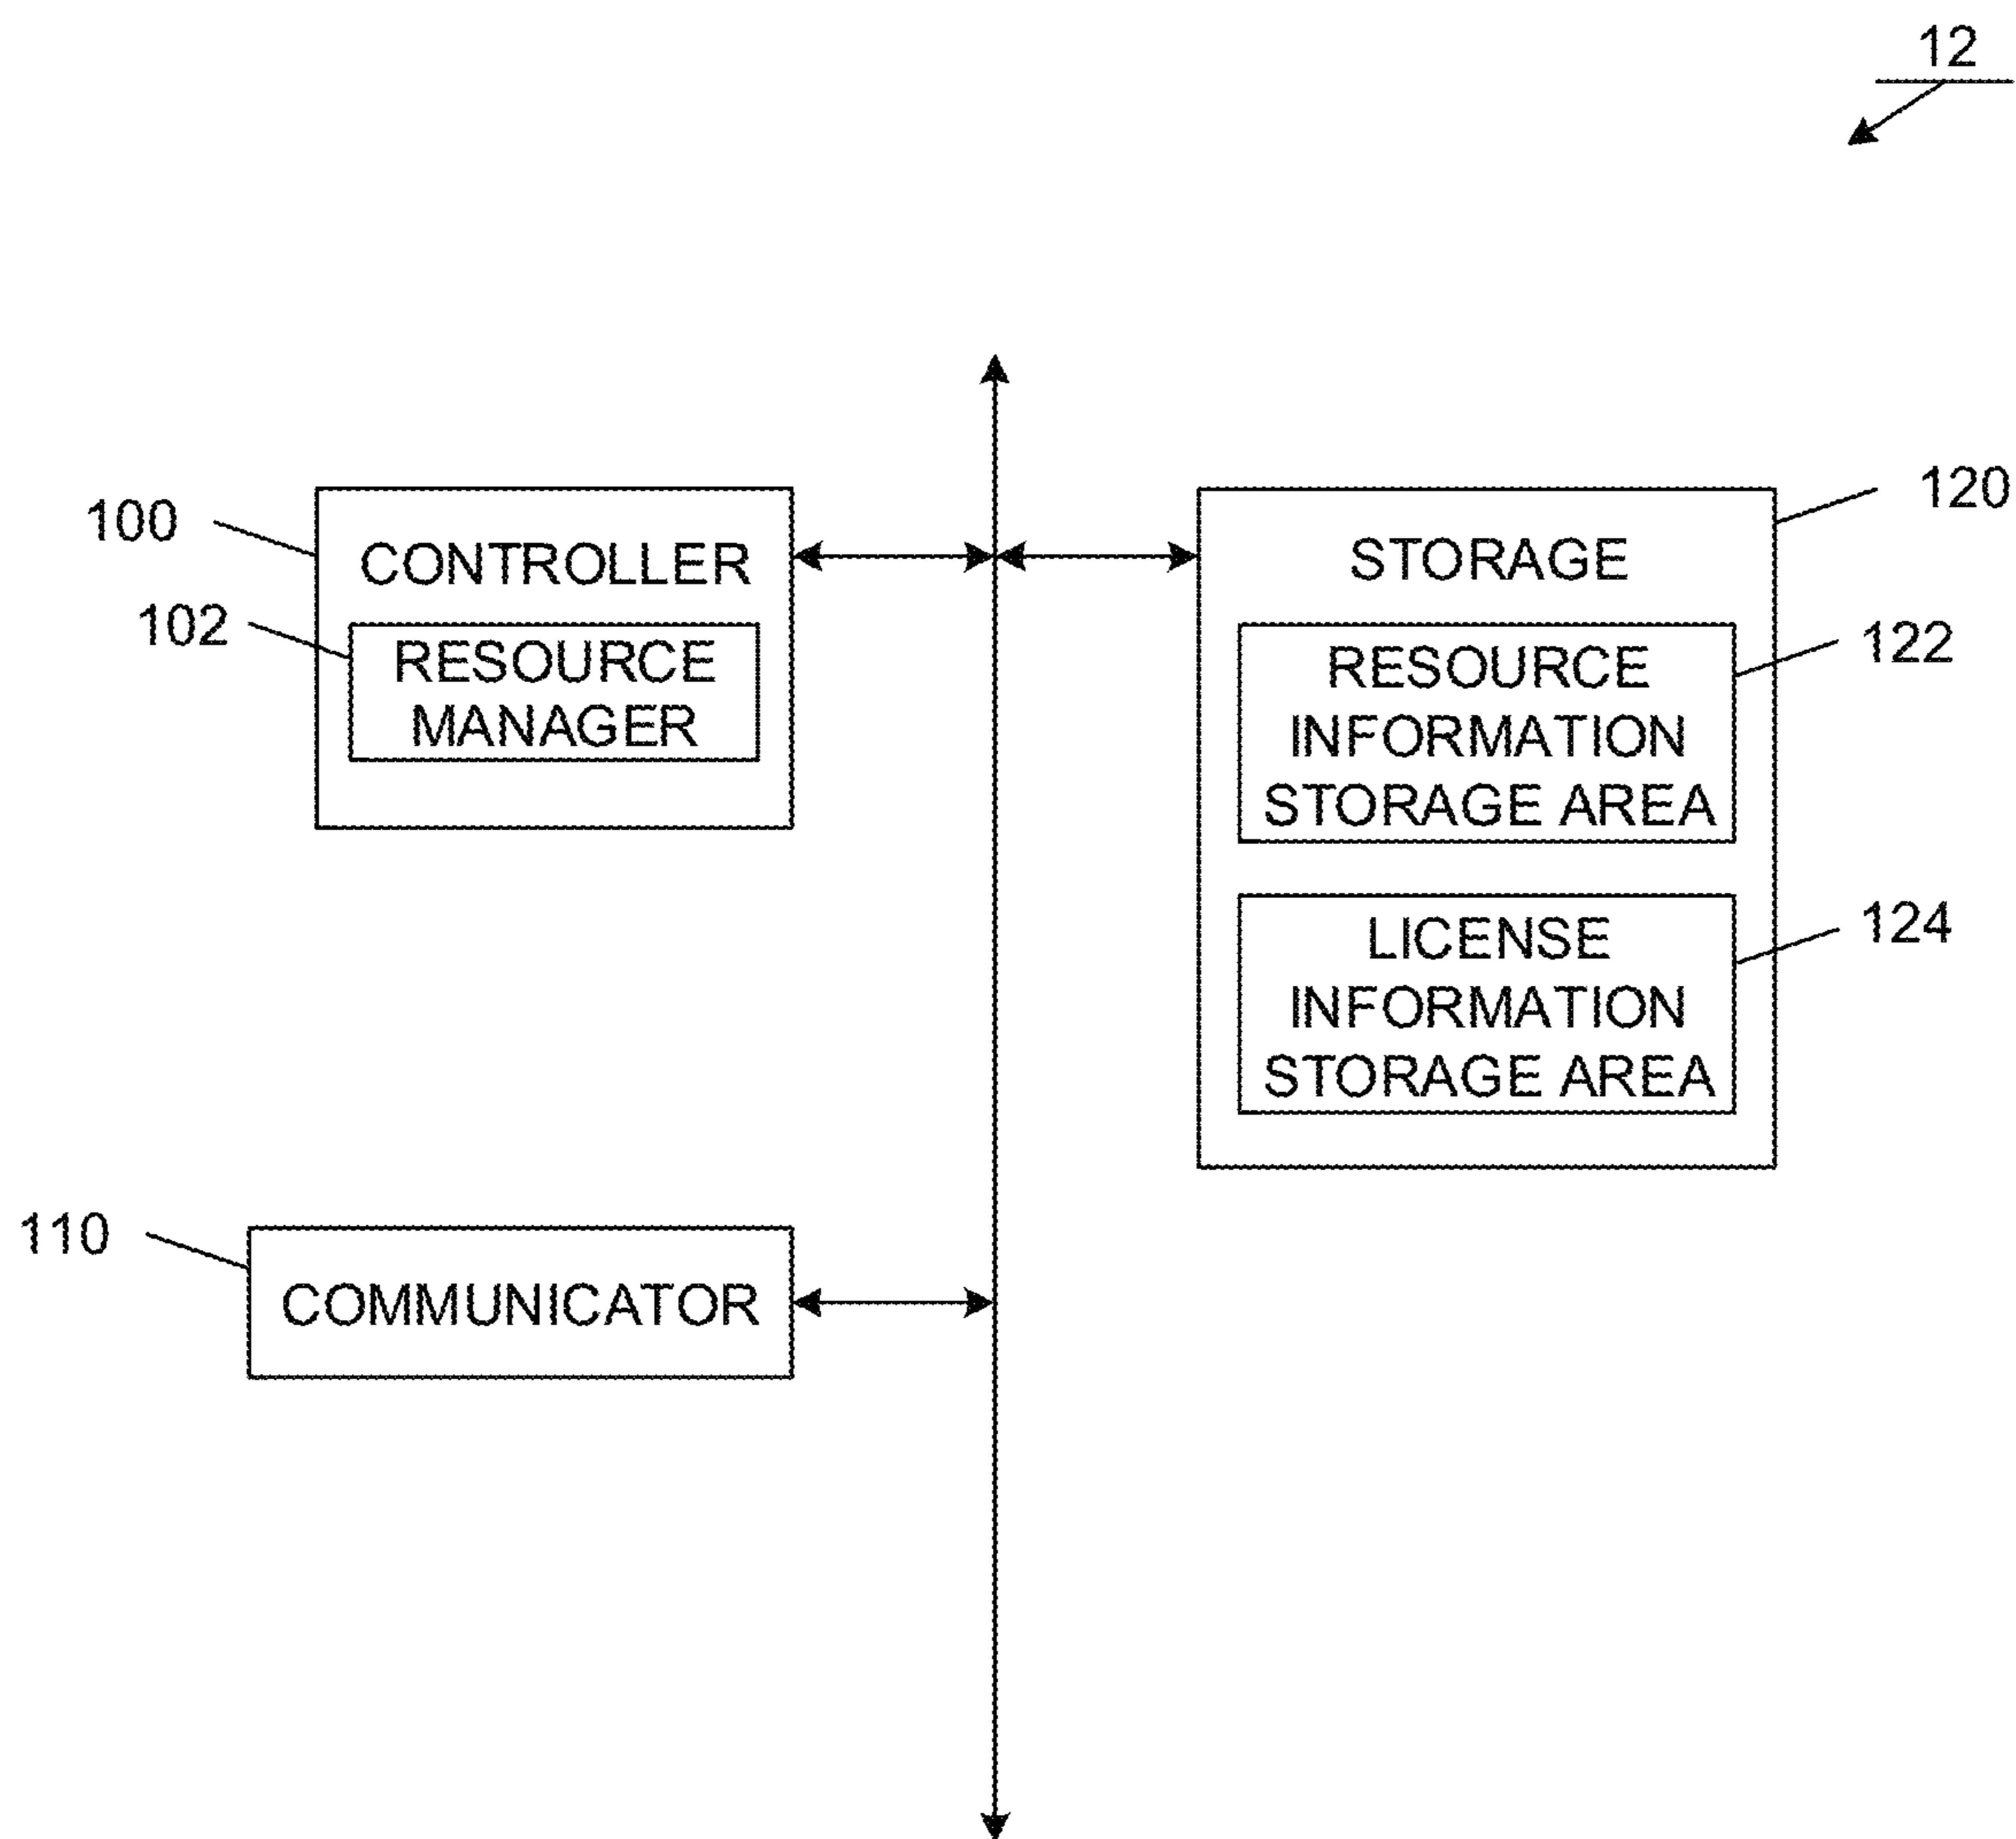 12
100
CONTROLLER
102
RESOURCE
MANAGER
120
STORAGE
122
RESOURCE
INFORMATION
STORAGE AREA
124
LICENSE
INFORMATION
STORAGE AREA
110
COMMUNICATOR